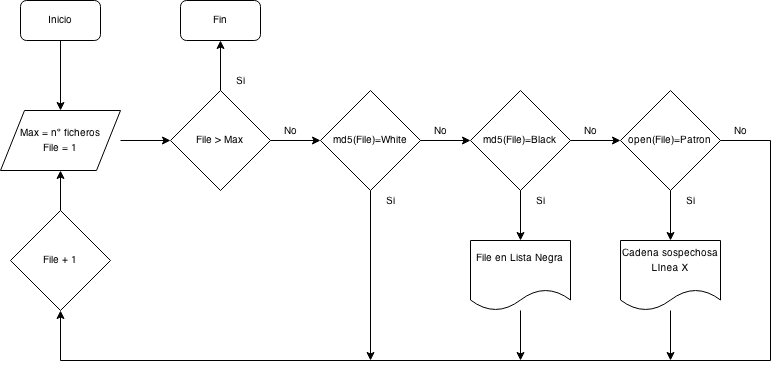 Inicio
Fin
Si
Max = nº ficheros
File = 1
File > Max
No
md5(File)=White
No
md5(File)=Black
No
open(File)=Patron
No
Si
Si
Si
File + 1
File en Lista Negra
Cadena sospechosa
LInea X